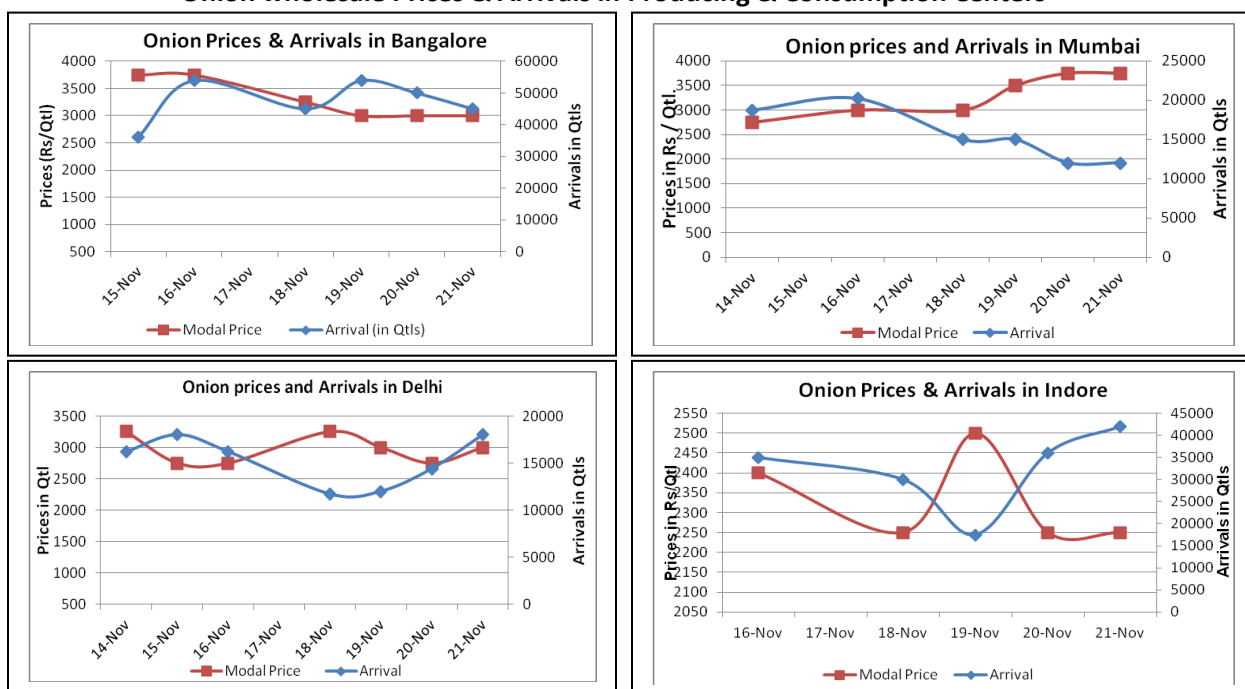 Onion Wholesale Prices & Arrivals in Producing & Consumption Centers
Onion Prices & Arrivals in Bangalore
4000
3500
3000
2500
2000
1500
1000
500
Prices (Rs/Qtl)
60000
50000
40000
30000
20000
10000
0
Arrivals in Qtls
15-Nov
16-Nov
17-Nov
18-Nov
19-Nov
20-Nov
21-Nov
Modal Price
Arrival (in Qtls)
Onion prices and Arrivals in Mumbai
4000
3500
3000
2500
2000
1500
1000
500
0
Prices in Rs / Qtl
25000
20000
15000
10000
5000
0
Arrivals in Qtls
14-Nov
15-Nov
16-Nov
17-Nov
18-Nov
19-Nov
20-Nov
21-Nov
Modal Price
Arrival
Onion prices and Arrivals in Delhi
3500
3000
2500
2000
1500
1000
500
Prices in Qtl
20000
15000
10000
5000
0
Arrivals in Qtls
14-Nov
15-Nov
16-Nov
17-Nov
18-Nov
19-Nov
20-Nov
21-Nov
Modal Price
Arrival
Onion Prices & Arrivals in Indore
2550
2500
2450
2400
2350
2300
2250
2200
2150
2100
2050
Prices in Rs/Qtl
45000
40000
35000
30000
25000
20000
15000
10000
5000
0
Arrivals in Qtls
16-Nov
17-Nov
18-Nov
19-Nov
20-Nov
21-Nov
Modal Price
Arrival